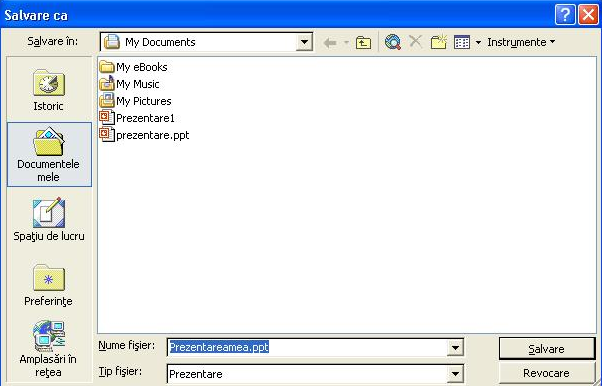 Salvare ca
Salvare în: My Documents Instrumente
My eBooks
My Music
My Pictures
Prezentare1
prezentare.ppt
Istoric
Documentele
mele
Spaţiu de lucru
Preferinţe
Amplasări în
reţea
Nume fişier: Prezentareamea.ppt Salvare
Tip fişier: Prezentare Revocare